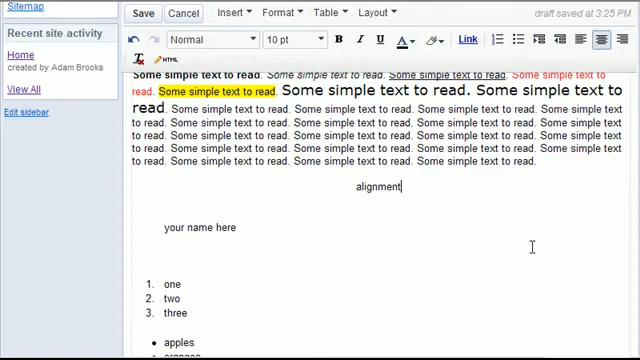 Sitemap
Save Cancel Insert Format Table Layout draft saved at 3:25 PM
Recent site activity
Normal 10 pt B I U A Link
Home
HTML
created by Adam Brooks
View All
Edit sidebar
Some simple text to read. Some simple text to read. Some simple text to read. Some simple text to
read. Some simple text to read. Some simple text to read. Some simple text to
read. Some simple text to read. Some simple text to read. Some simple text to read. Some simple text
to read. Some simple text to read. Some simple text to read. Some simple text to read. Some simple text
to read. Some simple text to read. Some simple text to read. Some simple text to read. Some simple text
to read. Some simple text to read. Some simple text to read. Some simple text to read. Some simple text
to read. Some simple text to read. Some simple text to read. Some simple text to read.
alignment
your name here
1. one
2. two
3. three
• apples
• oranges